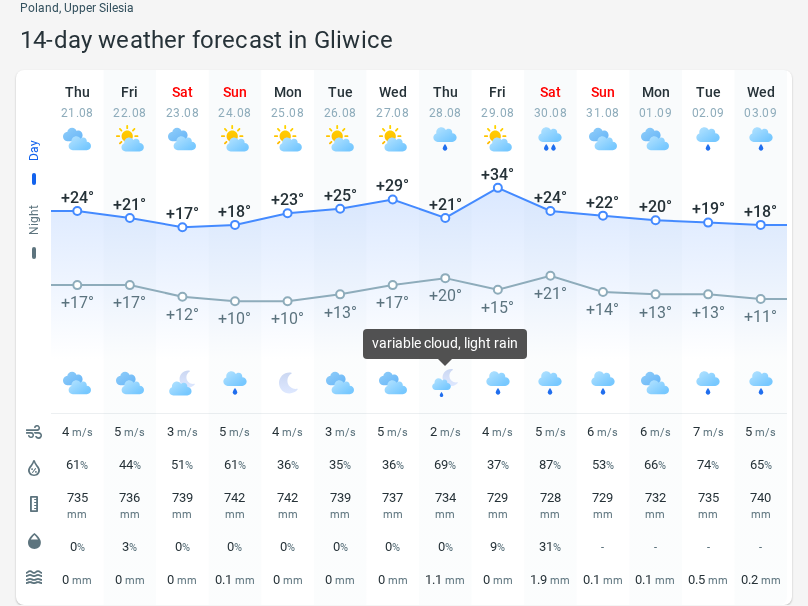 Poland, Upper Silesia
14-day weather forecast in Gliwice
Thu Fri Sat Sun Mon Tue Wed Thu Fri Sat Sun Mon Tue Wed
21.08 22.08 23.08 24.08 25.08 26.08 27.08 28.08 29.08 30.08 31.08 01.09 02.09 03.09
Day
+24° +21° +17° +18° +23° +25° +29° +21° +34° +24° +22° +20° +19° +18°
Night
+17° +17° +12° +10° +10° +13° +17° +20° +15° +21° +14° +13° +13° +11°
variable cloud, light rain
4 m/s 5 m/s 3 m/s 5 m/s 4 m/s 3 m/s 5 m/s 2 m/s 4 m/s 5 m/s 6 m/s 6 m/s 7 m/s 5 m/s
61% 44% 51% 61% 36% 35% 36% 69% 37% 87% 53% 66% 74% 65%
735 736 739 742 742 739 737 734 729 728 729 732 735 740
mm mm mm mm mm mm mm mm mm mm mm mm mm mm
0% 3% 0% 0% 0% 0% 0% 0% 9% 31% - - - -
0 mm 0 mm 0 mm 0.1 mm 0 mm 0 mm 0 mm 1.1 mm 0 mm 1.9 mm 0.1 mm 0.1 mm 0.5 mm 0.2 mm